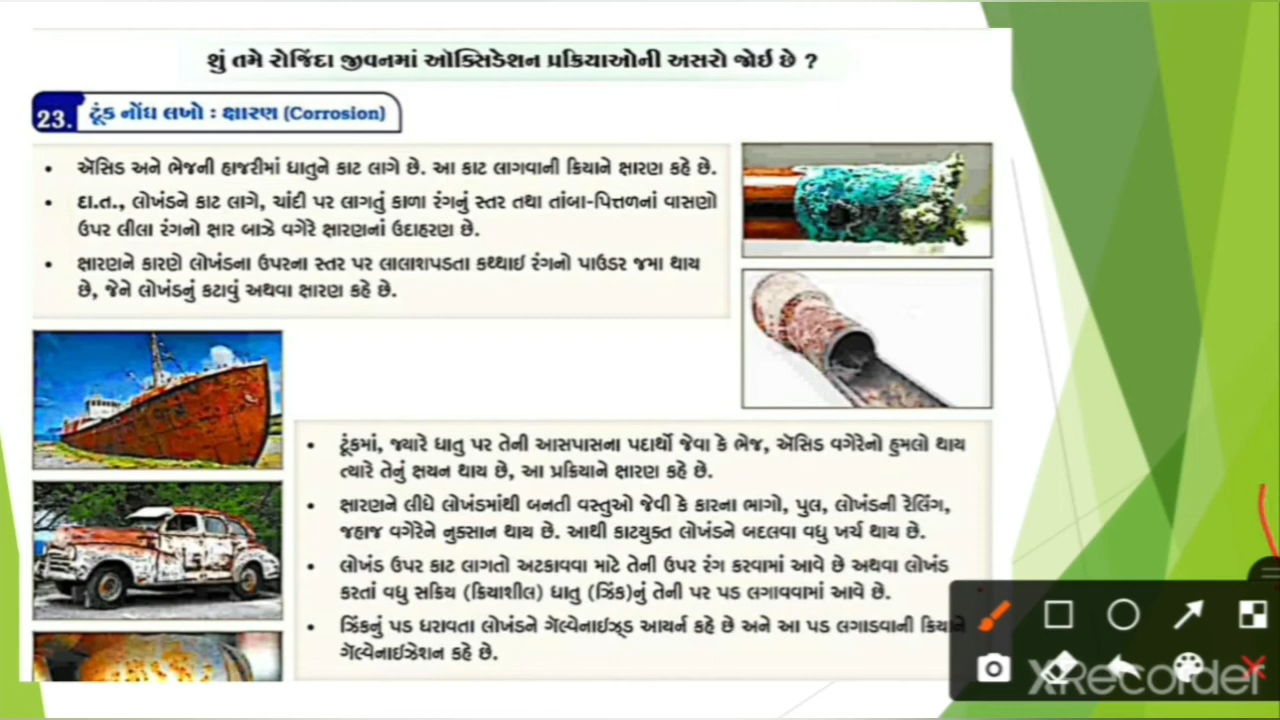 શું તમે રોજિંદા જીવનમાં ઑક્સિડેશન પ્રક્રિયાઓની અસરો જોઇ છે ?
23. ટૂંક નોંધ લખો : ક્ષારણ (Corrosion)
• ઍસિડ અને ભેજની હાજરીમાં ધાતુને કાટ લાગે છે. આ કાટ લાગવાની ક્રિયાને ક્ષારણ કહે છે.
• દા.ત., લોખંડને કાટ લાગે, ચાંદી પર લાગતું કાળા રંગનું સ્તર તથા તાંબા-પિત્તળનાં વાસણો
ઉપર લીલા રંગનો ક્ષાર બાઝે વગેરે ક્ષારણનાં ઉદાહરણ છે.
• ક્ષારણને કારણે લોખંડના ઉપરના સ્તર પર લાલાશપડતા કથ્થાઈ રંગનો પાઉડર જમા થાય
છે, જેને લોખંડનું કટાવું અથવા ક્ષારણ કહે છે.
• ટૂંકમાં, જ્યારે ધાતુ પર તેની આસપાસના પદાર્થો જેવા કે ભેજ, ઍસિડ વગેરેનો હુમલો થાય
ત્યારે તેનું ક્ષયન થાય છે, આ પ્રક્રિયાને ક્ષારણ કહે છે.
• ક્ષારણને લીધે લોખંડમાંથી બનતી વસ્તુઓ જેવી કે કારના ભાગો, પુલ, લોખંડની રેલિંગ,
જહાજ વગેરેને નુક્સાન થાય છે. આથી કાટયુક્ત લોખંડને બદલવા વધુ ખર્ચ થાય છે.
• લોખંડ ઉપર કાટ લાગતો અટકાવવા માટે તેની ઉપર રંગ કરવામાં આવે છે અથવા લોખંડ
કરતાં વધુ સક્રિય (ક્રિયાશીલ) ધાતુ (ઝિંક)નું તેની પર પડ લગાવવામાં આવે છે.
• ઝિંકનું પડ ધરાવતા લોખંડને ગૅલ્વેનાઈઝ્ડ આયર્ન કહે છે અને આ પડ લગાડવાની ક્રિયાને
ગૅલ્વેનાઈઝેશન કહે છે.
XRecorder